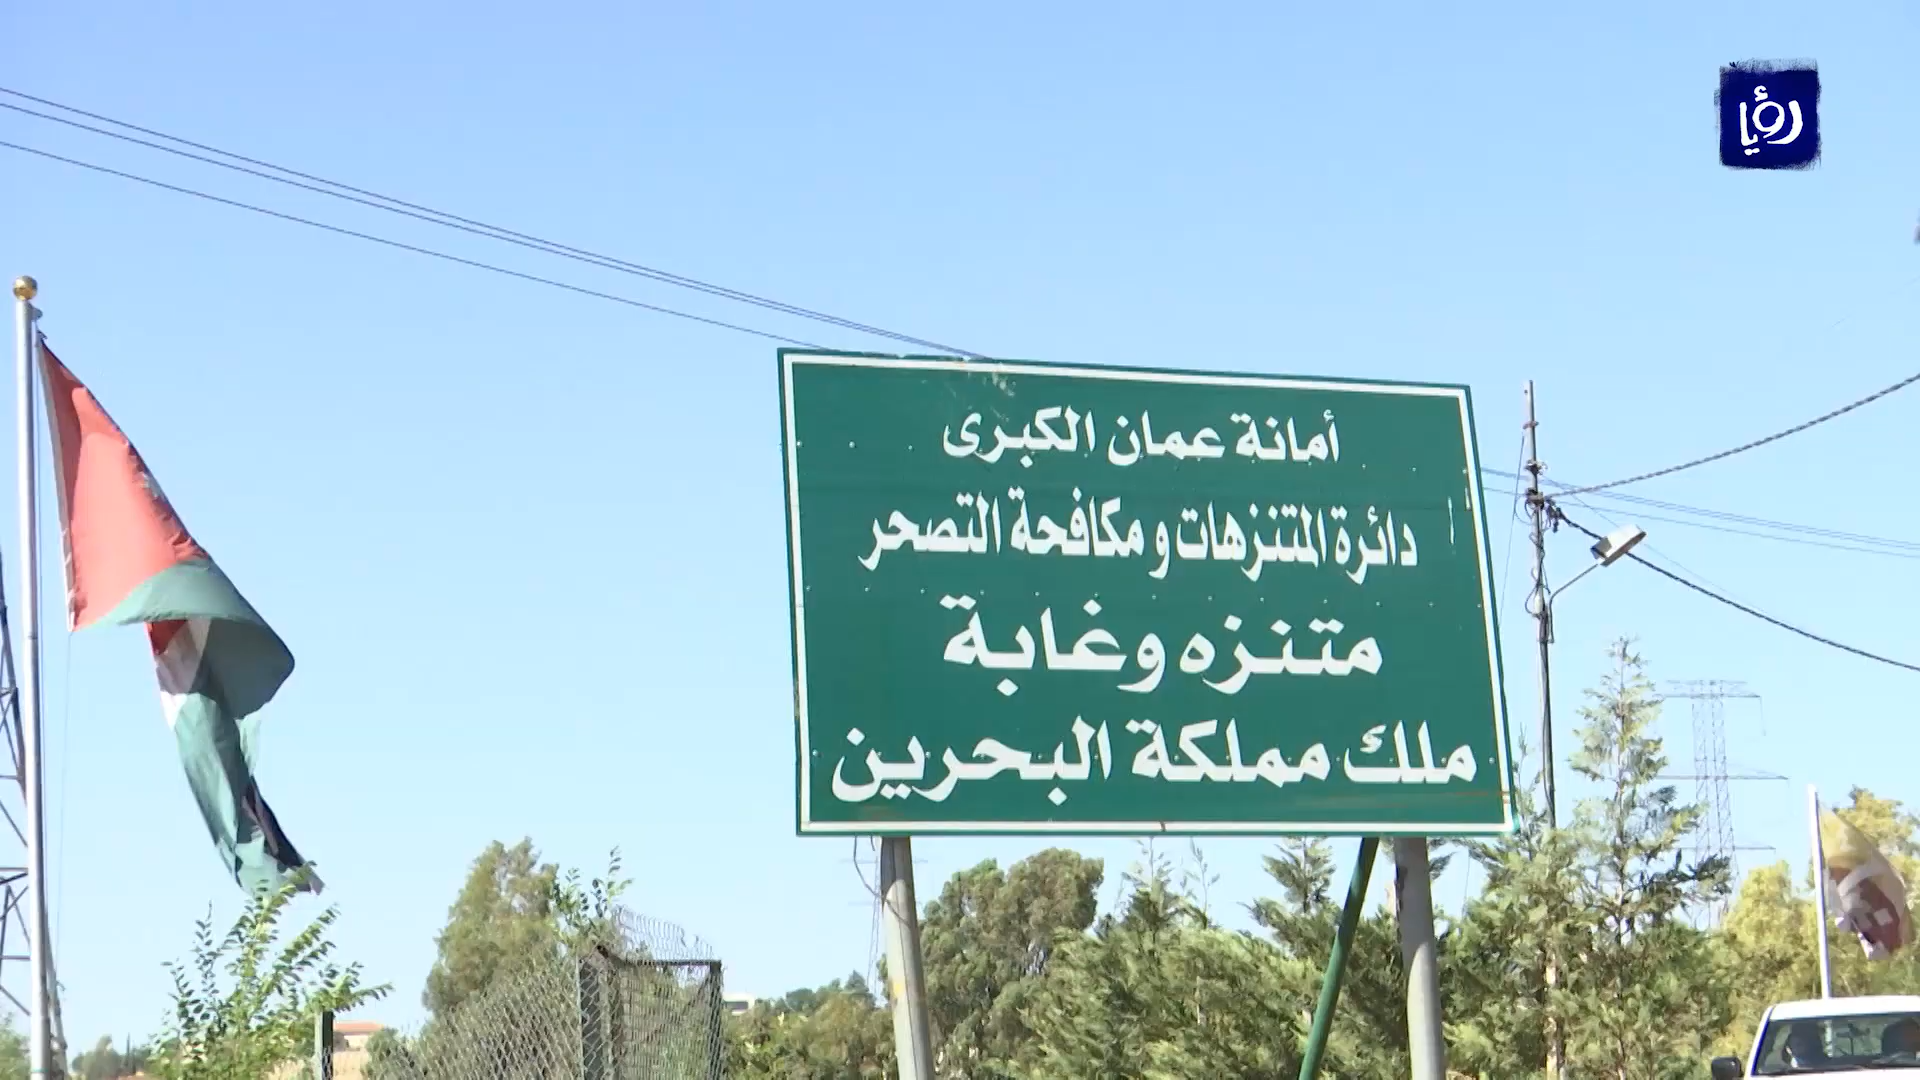 رؤيا
أمانة عمان الكبرى
دائرة المتنزهات و مكافحة التصحر
متنزه وغابة
ملك مملكة البحرين